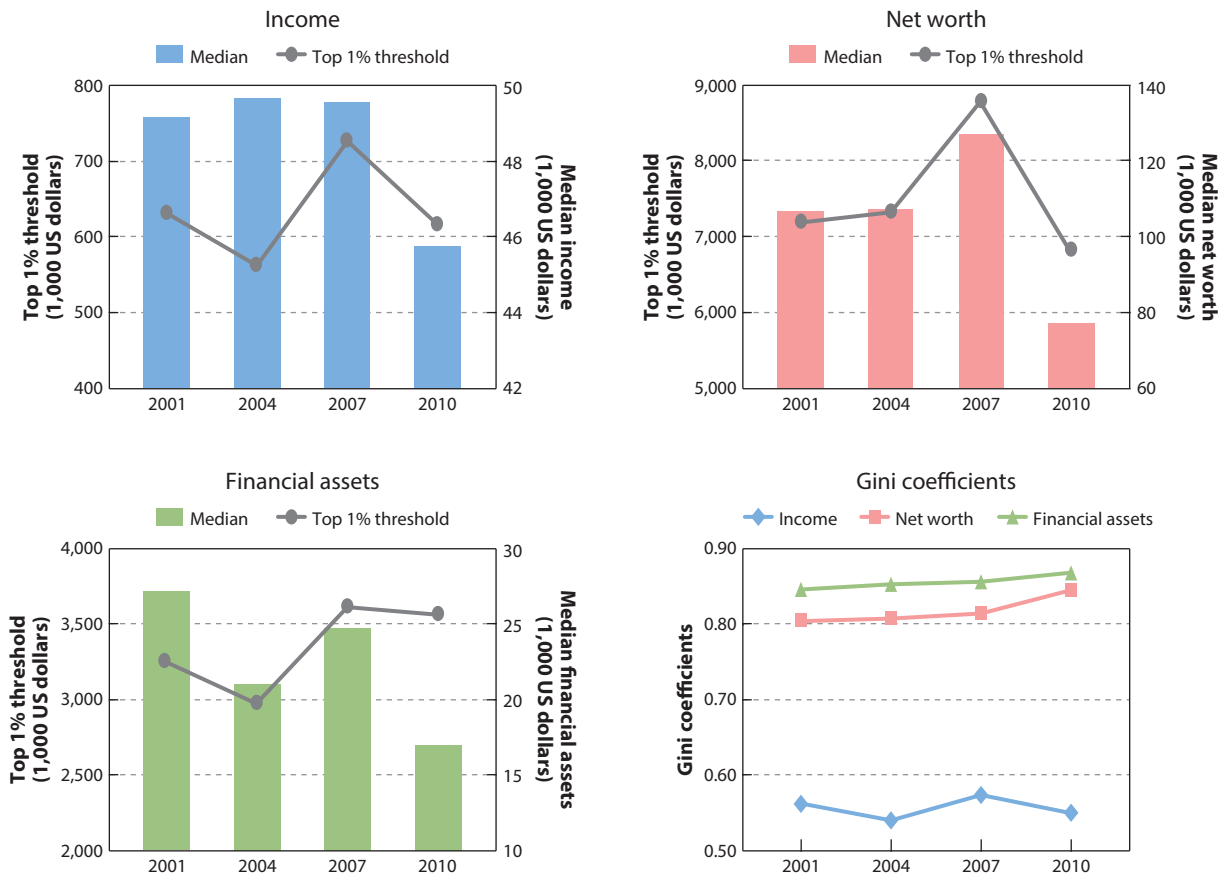 Income
Median
Top 1% threshold
800
700
600
500
400
50
48
46
44
42
Top 1% threshold
(1,000 US dollars)
Median income
(1,000 US dollars)
2001 2004 2007 2010
Net worth
Median
Top 1% threshold
9,000
8,000
7,000
6,000
5,000
140
120
100
80
60
Top 1% threshold
(1,000 US dollars)
Median net worth
(1,000 US dollars)
2001 2004 2007 2010
Financial assets
Median
Top 1% threshold
4,000
3,500
3,000
2,500
2,000
30
25
20
15
10
Top 1% threshold
(1,000 US dollars)
Median financial assets
(1,000 US dollars)
2001 2004 2007 2010
Gini coefficients
Income
Net worth
Financial assets
0.90
0.80
0.70
0.60
0.50
Gini coefficients
2001 2004 2007 2010